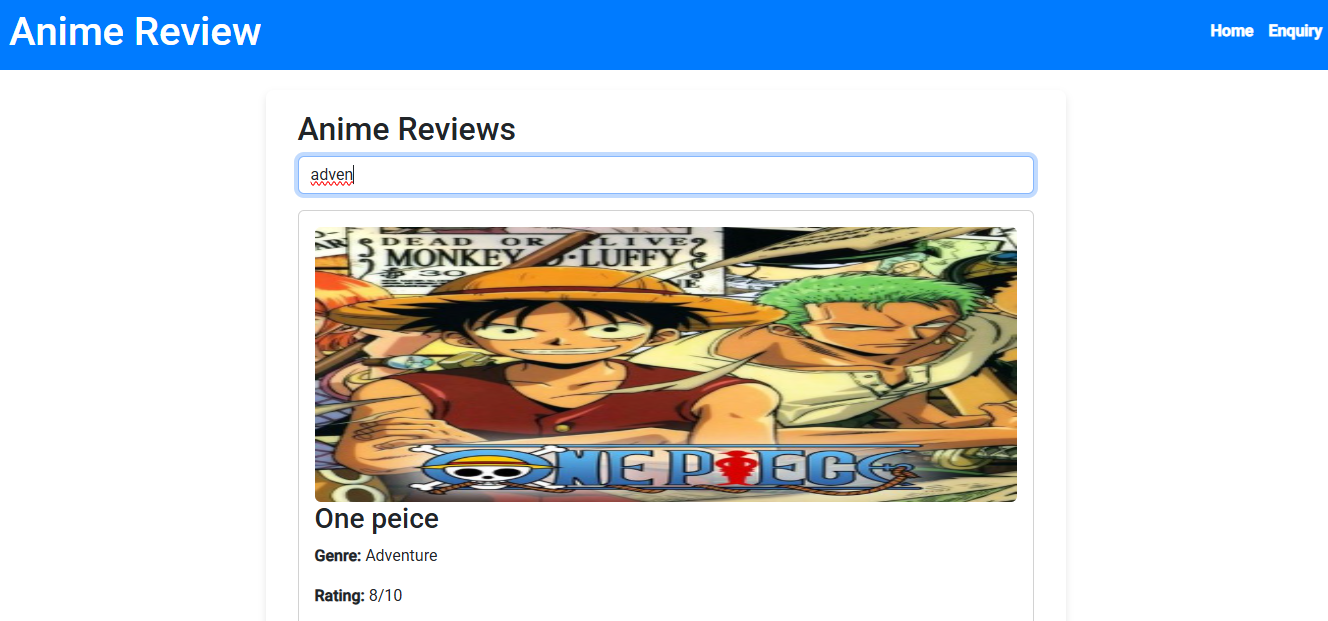 Anime Review
Home Enquiry
Anime Reviews
adven
DEAD OR ALIVE
MONKEY D·LUFFY
ONE PIECE
One peice
Genre: Adventure
Rating: 8/10